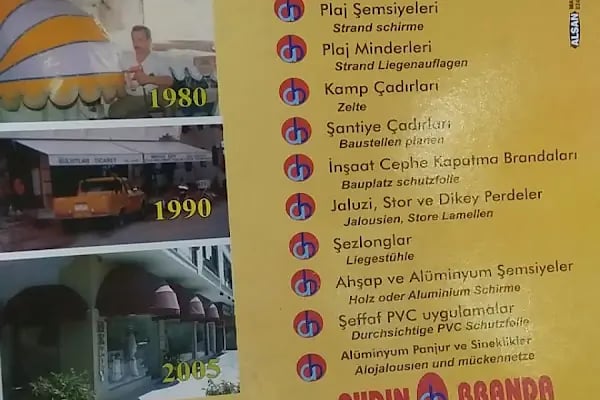 Plaj Şemsiyeleri
Strand schirme
Plaj Minderleri
Strand Liegenauflagen
Kamp Çadırları
Zelte
Şantiye Çadırları
Baustellen planen
İnşaat Cephe Kapatma Brandaları
Bauplatz schutzfolle
Jaluzi, Stor ve Dikey Perdeler
Jalousien, Store Lamellen
Şezlonglar
Liegestühle
Ahşap ve Alüminyum Şemsiyeler
Holz oder Aluminium Schirme
Şeffaf PVC uygulamalar
Durchsichtige PVC Schutzfolle
Alüminyum Panjur ve Sineklikler
Alojalousien und mückennetze
BRANDA
1980
1990
2005
ALSAN